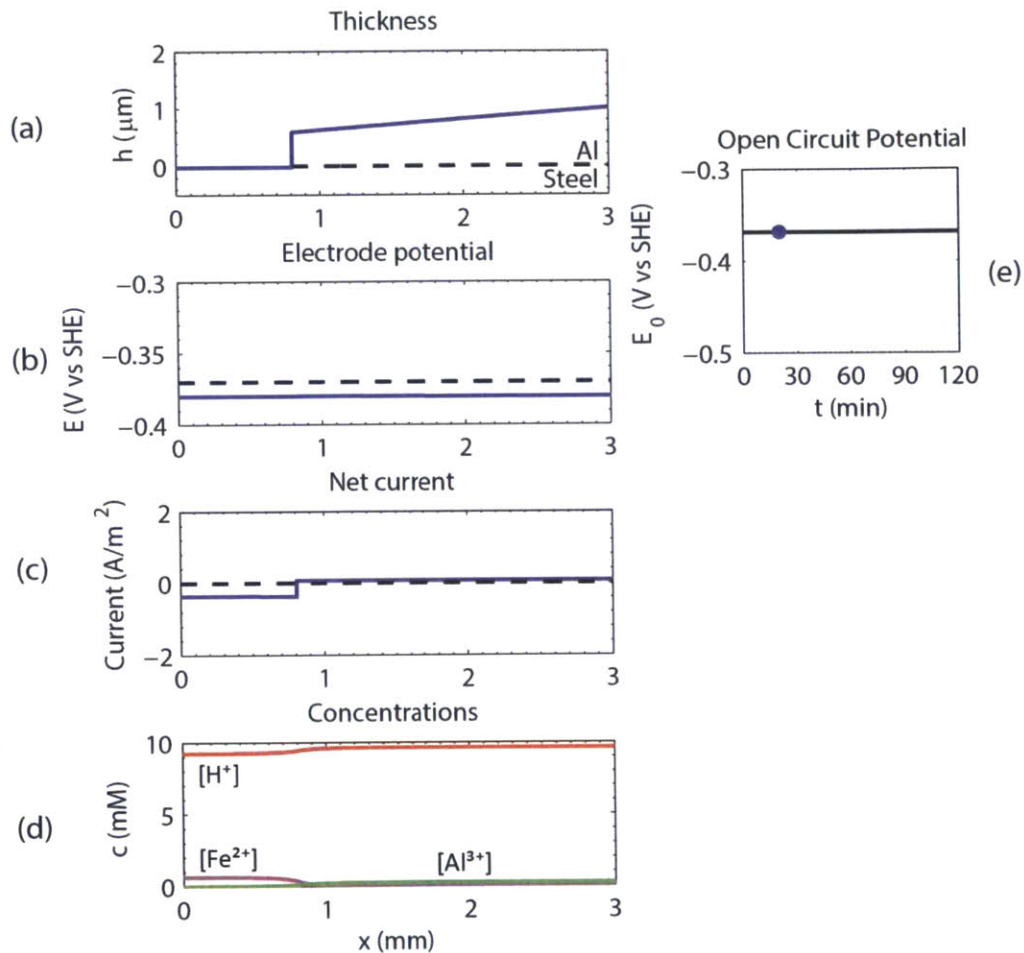 Thickness
(a)
h (μm)
2
1
0
Al
Steel
0 1 2 3
Electrode potential
(b)
E (V vs SHE)
−0.3
−0.35
−0.4
0 1 2 3
Net current
(c)
Current (A/m²)
2
0
−2
0 1 2 3
Concentrations
(d)
c (mM)
10
5
0
[H⁺]
[Fe²⁺]
[Al³⁺]
0 1 2 3
x (mm)
Open Circuit Potential
(e)
E₀ (V vs SHE)
−0.3
−0.4
−0.5
0 30 60 90 120
t (min)